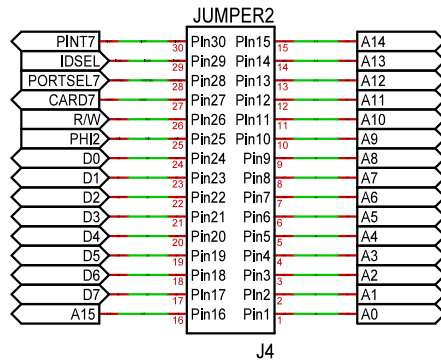 JUMPER2
PINT7 30 PIn30 PIn15 15 A14
IDSEL 29 PIn29 PIn14 14 A13
PORTSEL7 28 PIn28 PIn13 13 A12
CARD7 27 PIn27 PIn12 12 A11
R/W 26 PIn26 PIn11 11 A10
PHI2 25 Pin25 Pin10 10 A9
D0 24 Pin24 Pin9 9 A8
D1 23 Pin23 Pin8 8 A7
D2 22 Pin22 Pin7 7 A6
D3 21 Pin21 Pin6 6 A5
D4 20 Pin20 Pin5 5 A4
D5 19 Pin19 Pin4 4 A3
D6 18 Pin18 Pin3 3 A2
D7 17 PIn17 PIn2 2 A1
A15 16 Pin16 Pin1 1 A0
J4